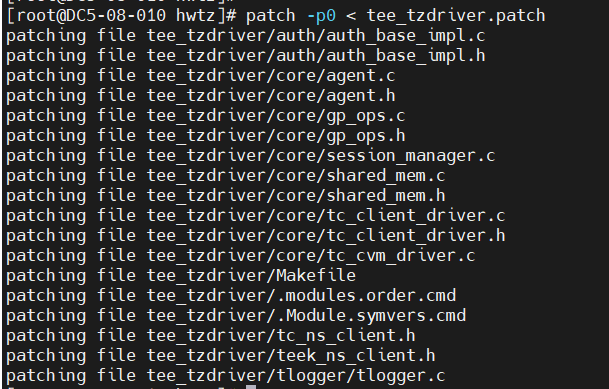 [root@DC5-08-010 hwtz]# patch -p0 < tee_tzdriver.patch
patching file tee_tzdriver/auth/auth_base_impl.c
patching file tee_tzdriver/auth/auth_base_impl.h
patching file tee_tzdriver/core/agent.c
patching file tee_tzdriver/core/agent.h
patching file tee_tzdriver/core/gp_ops.c
patching file tee_tzdriver/core/gp_ops.h
patching file tee_tzdriver/core/session_manager.c
patching file tee_tzdriver/core/shared_mem.c
patching file tee_tzdriver/core/shared_mem.h
patching file tee_tzdriver/core/tc_client_driver.c
patching file tee_tzdriver/core/tc_client_driver.h
patching file tee_tzdriver/core/tc_cvm_driver.c
patching file tee_tzdriver/Makefile
patching file tee_tzdriver/.modules.order.cmd
patching file tee_tzdriver/.Module.symvers.cmd
patching file tee_tzdriver/tc_ns_client.h
patching file tee_tzdriver/teek_ns_client.h
patching file tee_tzdriver/tlogger/tlogger.c